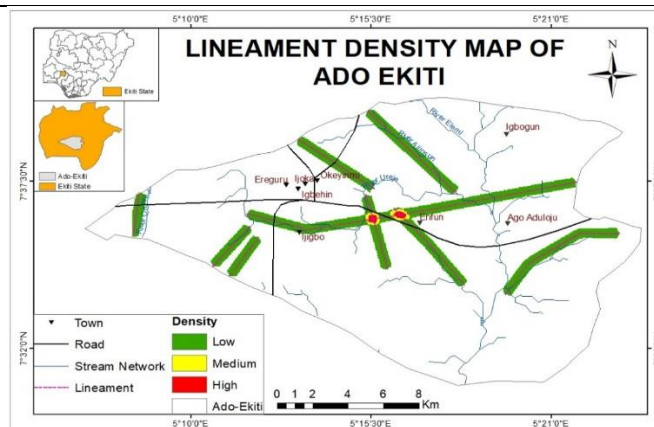 5°10'0"E 5°15'30"E 5°21'0"E
LINEAMENT DENSITY MAP OF
ADO EKITI
N
Ekiti State
Ado-Ekiti
Ekiti State
7°37'30"N
7°32'0"N
River Elemi
Igbogun
Okeyinmi
Ijoka
Ereguru
Igbehin
Ijigbo
Ago Aduloju
Town
Road
Stream Network
Lineament
Density
Low
Medium
High
Ado-Ekiti
0 1 2 4 6 8
Km
5°10'0"E 5°15'30"E 5°21'0"E